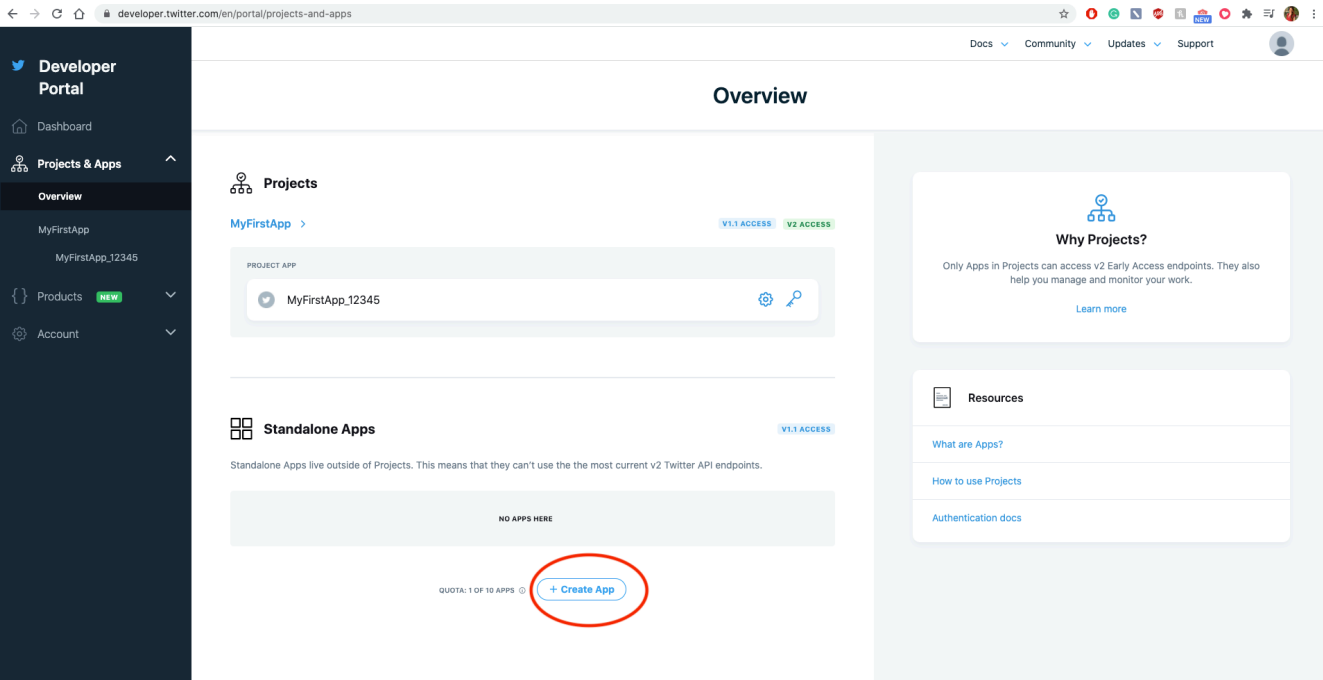 developer.twitter.com/en/portal/projects-and-apps
NEW
Developer
Portal
Dashboard
Projects & Apps
Overview
MyFirstApp
MyFirstApp_12345
Products NEW
Account
Docs Community Updates Support
Overview
Projects
MyFirstApp V1.1 ACCESS V2 ACCESS
PROJECT APP
MyFirstApp_12345
Standalone Apps V1.1 ACCESS
Standalone Apps live outside of Projects. This means that they can't use the the most current v2 Twitter API endpoints.
NO APPS HERE
QUOTA: 1 OF 10 APPS + Create App
Why Projects?
Only Apps in Projects can access v2 Early Access endpoints. They also
help you manage and monitor your work.
Learn more
Resources
What are Apps?
How to use Projects
Authentication docs